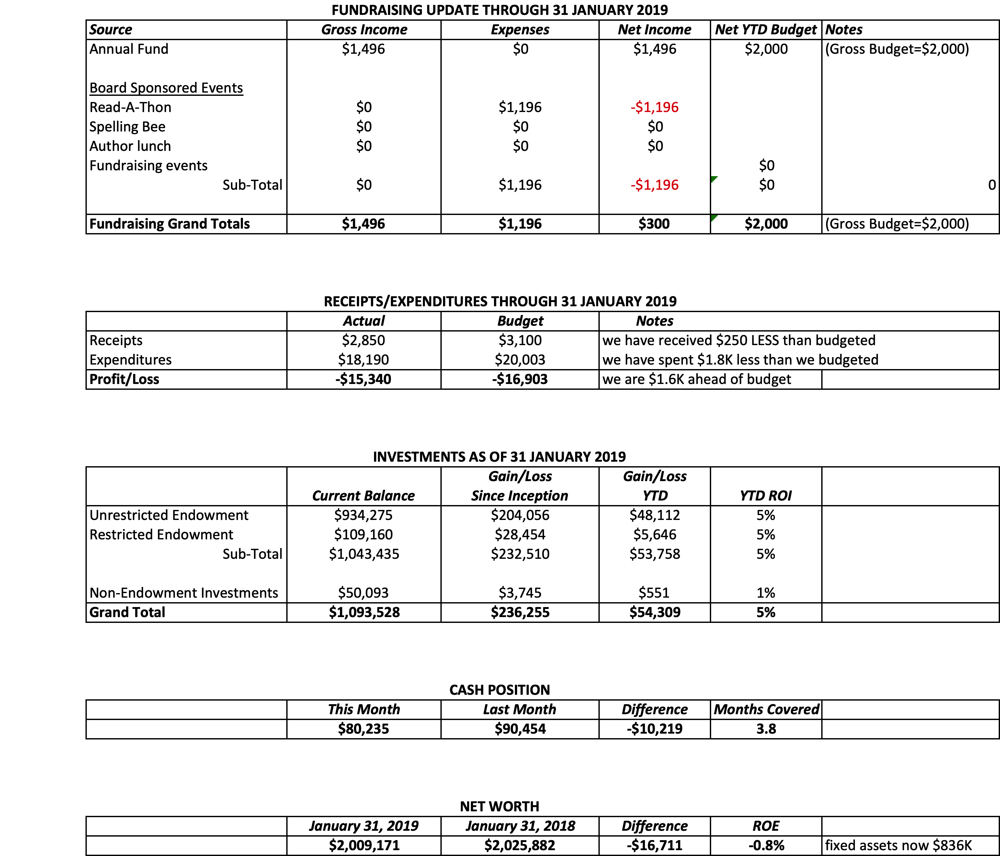 FUNDRAISING UPDATE THROUGH 31 JANUARY 2019
Source Gross Income Expenses Net Income Net YTD Budget Notes
Annual Fund $1,496 $0 $1,496 $2,000 (Gross Budget=$2,000)
Board Sponsored Events
Read-A-Thon $0 $1,196 -$1,196
Spelling Bee $0 $0 $0
Author lunch $0 $0 $0
Fundraising events $0
Sub-Total $0 $1,196 -$1,196 $0 0
Fundraising Grand Totals $1,496 $1,196 $300 $2,000 (Gross Budget=$2,000)
RECEIPTS/EXPENDITURES THROUGH 31 JANUARY 2019
Actual Budget Notes
Receipts $2,850 $3,100 we have received $250 LESS than budgeted
Expenditures $18,190 $20,003 we have spent $1.8K less than we budgeted
Profit/Loss -$15,340 -$16,903 we are $1.6K ahead of budget
INVESTMENTS AS OF 31 JANUARY 2019
Gain/Loss Gain/Loss
Current Balance Since Inception YTD YTD ROI
Unrestricted Endowment $934,275 $204,056 $48,112 5%
Restricted Endowment $109,160 $28,454 $5,646 5%
Sub-Total $1,043,435 $232,510 $53,758 5%
Non-Endowment Investments $50,093 $3,745 $551 1%
Grand Total $1,093,528 $236,255 $54,309 5%
CASH POSITION
This Month Last Month Difference Months Covered
$80,235 $90,454 -$10,219 3.8
NET WORTH
January 31, 2019 January 31, 2018 Difference ROE
$2,009,171 $2,025,882 -$16,711 -0.8% fixed assets now $836K